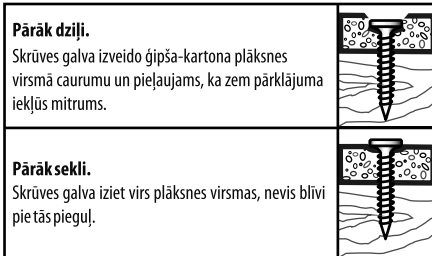 Pārāk dziļi.
Skrūves galva izveido ģipša-kartona plāksnes
virsmā caurumu un pieļaujams, ka zem pārklājuma
iekļūs mitrums.
Pārāk sekli.
Skrūves galva iziet virs plāksnes virsmas, nevis blīvi
pie tās pieguļ.